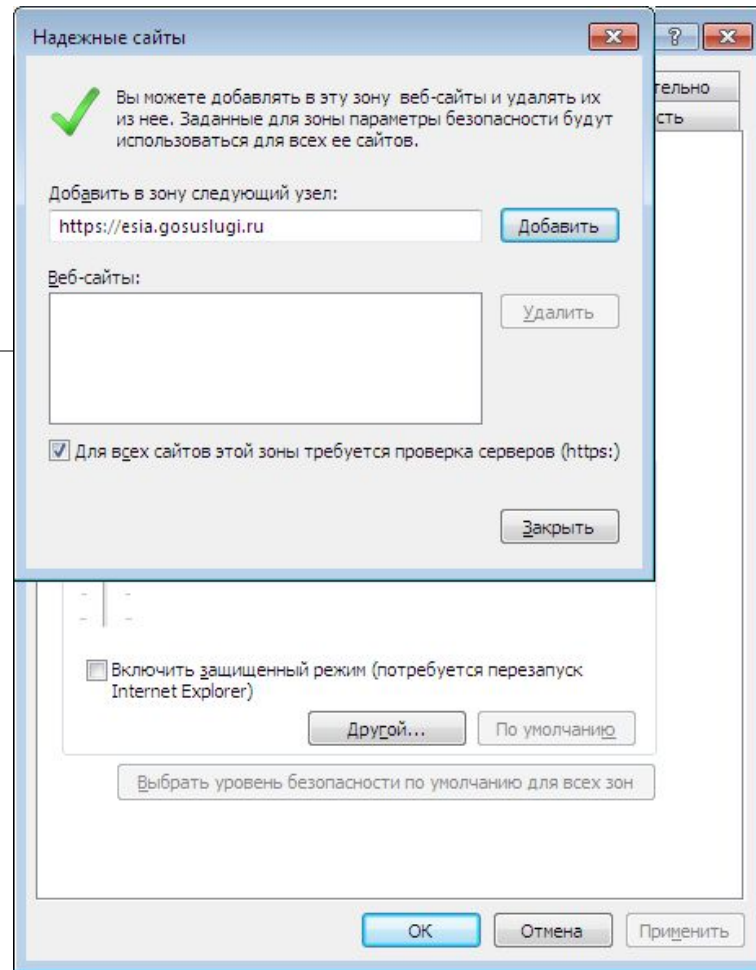 Надежные сайты
тельно
сть
Вы можете добавлять в эту зону веб-сайты и удалять их
из нее. Заданные для зоны параметры безопасности будут
использоваться для всех ее сайтов.
Добавить в зону следующий узел:
https://esia.gosuslugi.ru
Добавить
Веб-сайты:
Удалить
Для всех сайтов этой зоны требуется проверка серверов (https:)
Закрыть
Включить защищенный режим (потребуется перезапуск
Internet Explorer)
Другой...
По умолчанию
Выбрать уровень безопасности по умолчанию для всех зон
OK
Отмена
Применить